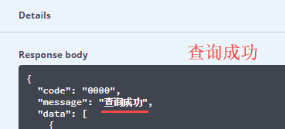 Details
查询成功
Response body
{
"code": "0000",
"message": "查询成功",
"data": [
{